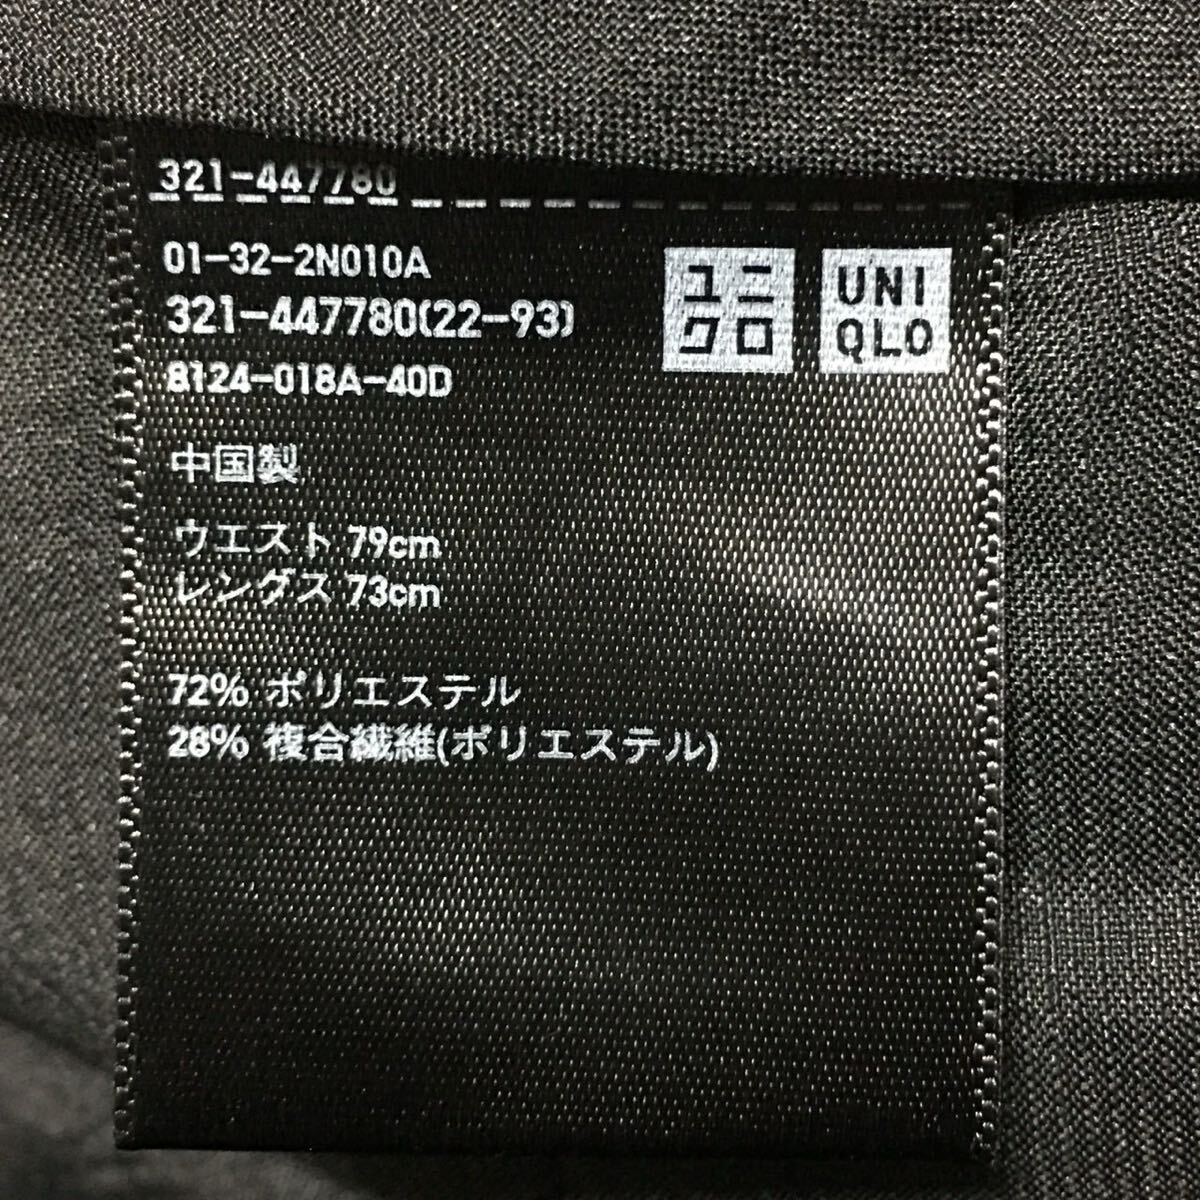 321-447780
01-32-2N010A
321-447780(22-93)
8124-018A-40D
ユニ
クロ
UNI
QLO
中国製
ウエスト 79cm
レングス 73cm
72% ポリエステル
28% 複合繊維(ポリエステル)